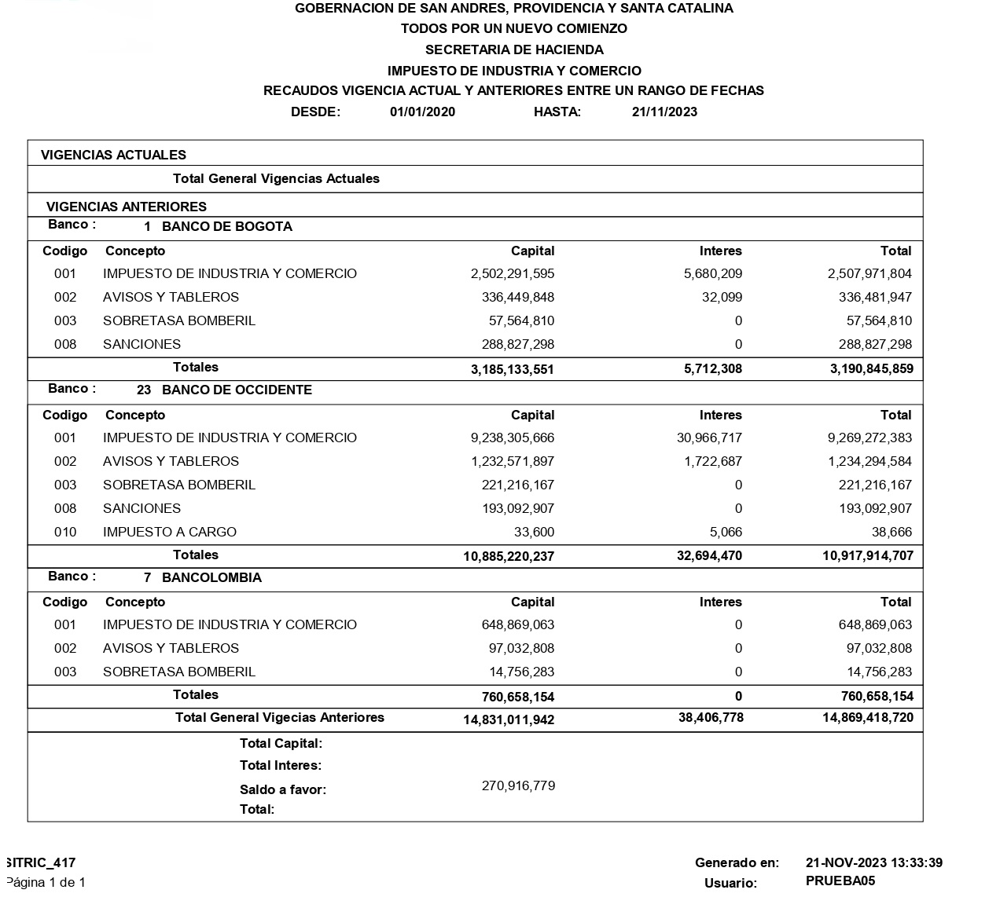 GOBERNACION DE SAN ANDRES, PROVIDENCIA Y SANTA CATALINA
TODOS POR UN NUEVO COMIENZO
SECRETARIA DE HACIENDA
IMPUESTO DE INDUSTRIA Y COMERCIO
RECAUDOS VIGENCIA ACTUAL Y ANTERIORES ENTRE UN RANGO DE FECHAS
DESDE: 01/01/2020 HASTA: 21/11/2023
VIGENCIAS ACTUALES
Total General Vigencias Actuales
VIGENCIAS ANTERIORES
Banco : 1 BANCO DE BOGOTA
Codigo Concepto Capital Interes Total
001 IMPUESTO DE INDUSTRIA Y COMERCIO 2,502,291,595 5,680,209 2,507,971,804
002 AVISOS Y TABLEROS 336,449,848 32,099 336,481,947
003 SOBRETASA BOMBERIL 57,564,810 0 57,564,810
008 SANCIONES 288,827,298 0 288,827,298
Totales 3,185,133,551 5,712,308 3,190,845,859
Banco : 23 BANCO DE OCCIDENTE
Codigo Concepto Capital Interes Total
001 IMPUESTO DE INDUSTRIA Y COMERCIO 9,238,305,666 30,966,717 9,269,272,383
002 AVISOS Y TABLEROS 1,232,571,897 1,722,687 1,234,294,584
003 SOBRETASA BOMBERIL 221,216,167 0 221,216,167
008 SANCIONES 193,092,907 0 193,092,907
010 IMPUESTO A CARGO 33,600 5,066 38,666
Totales 10,885,220,237 32,694,470 10,917,914,707
Banco : 7 BANCOLOMBIA
Codigo Concepto Capital Interes Total
001 IMPUESTO DE INDUSTRIA Y COMERCIO 648,869,063 0 648,869,063
002 AVISOS Y TABLEROS 97,032,808 0 97,032,808
003 SOBRETASA BOMBERIL 14,756,283 0 14,756,283
Totales 760,658,154 0 760,658,154
Total General Vigecias Anteriores 14,831,011,942 38,406,778 14,869,418,720
Total Capital:
Total Interes:
Saldo a favor: 270,916,779
Total:
SITRIC_417 Generado en: 21-NOV-2023 13:33:39
Página 1 de 1 Usuario: PRUEBA05